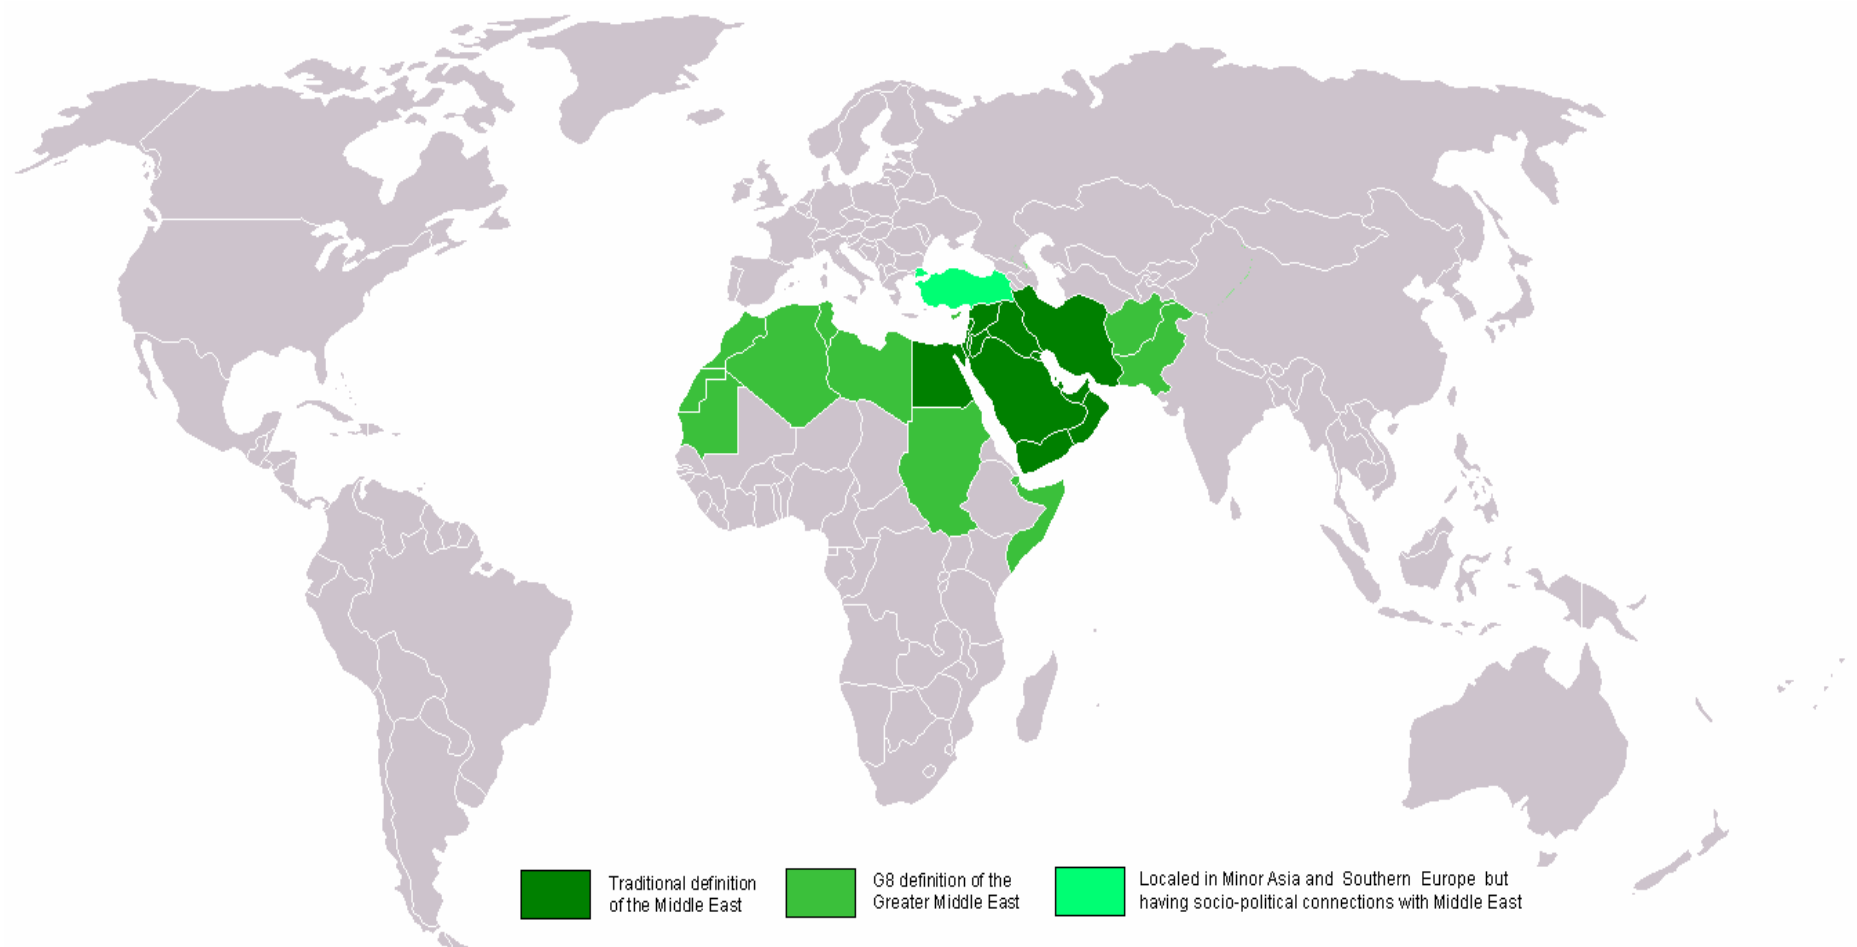 Traditional definition
of the Middle East
G8 definition of the
Greater Middle East
Localed in Minor Asia and Southern Europe but
having socio-political connections with Middle East